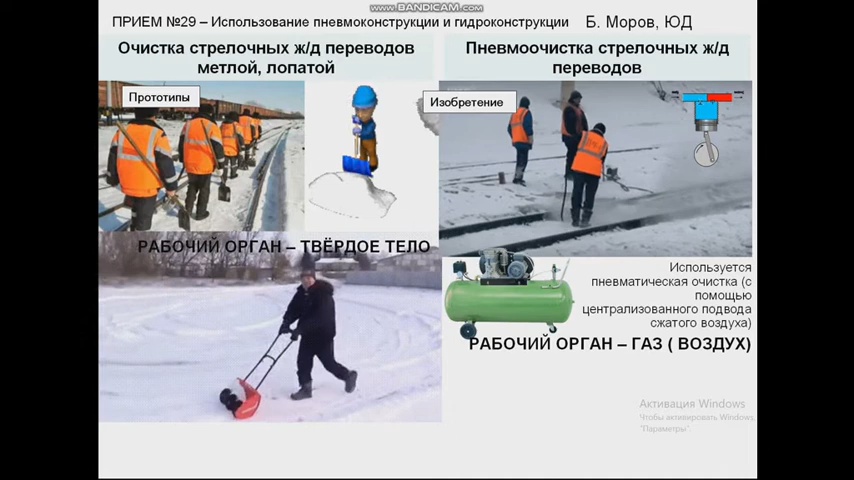 www.BANDICAM.com
ПРИЕМ №29 – Использование пневмоконструкции и гидроконструкции Б. Моров, ЮД
Очистка стрелочных ж/д переводов
метлой, лопатой
Пневмоочистка стрелочных ж/д
переводов
Прототипы
Изобретение
РАБОЧИЙ ОРГАН – ТВЁРДОЕ ТЕЛО
Используется
пневматическая очистка (с
помощью
централизованного подвода
сжатого воздуха)
РАБОЧИЙ ОРГАН – ГАЗ ( ВОЗДУХ)
Активация Windows
Чтобы активировать Windows,
"Параметры".